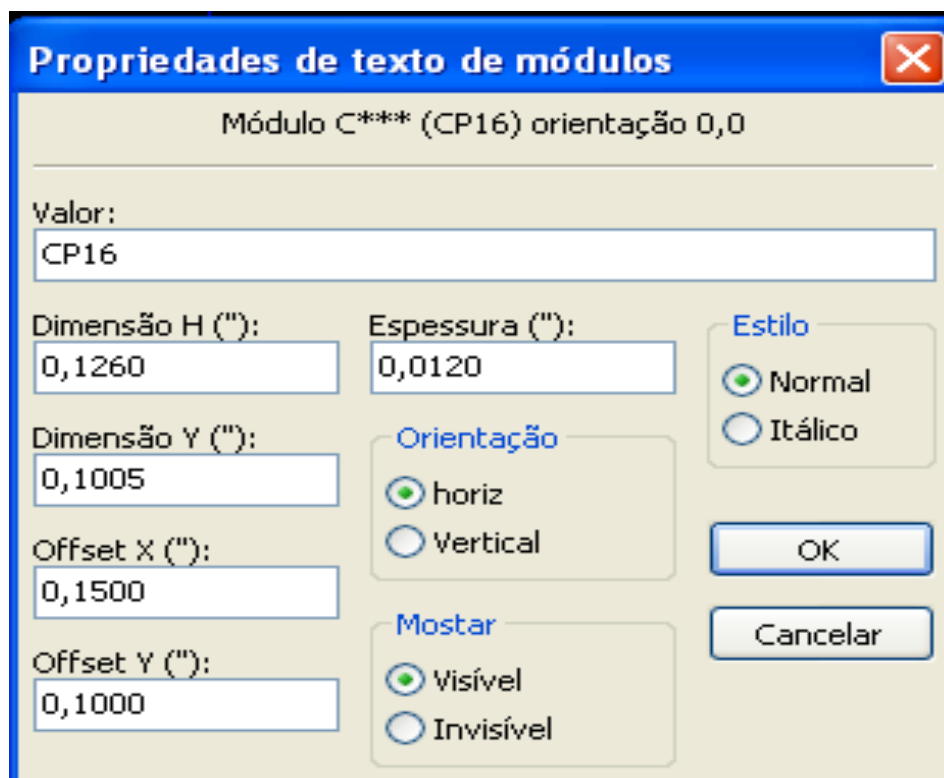 Propriedades de texto de módulos
Módulo C*** (CP16) orientação 0,0
Valor:
CP16
Dimensão H ("):
0,1260
Dimensão Y ("):
0,1005
Offset X ("):
0,1500
Offset Y ("):
0,1000
Espessura ("):
0,0120
Orientação
horiz
Vertical
Mostar
Visível
Invisível
Estilo
Normal
Itálico
OK
Cancelar